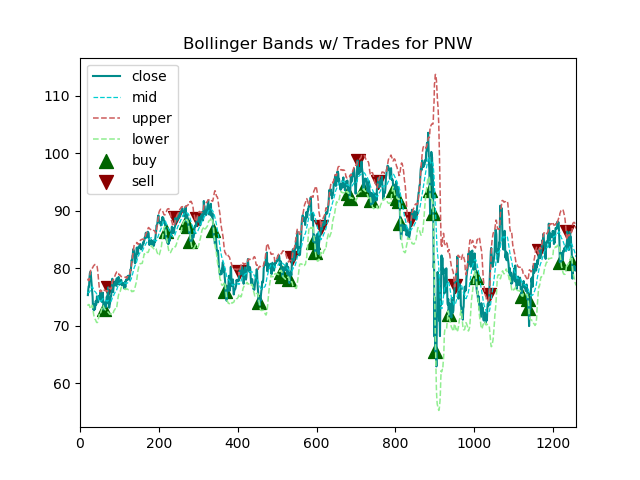 Bollinger Bands w/ Trades for PNW
close
mid
upper
lower
buy
sell
110
100
90
80
70
60
0 200 400 600 800 1000 1200